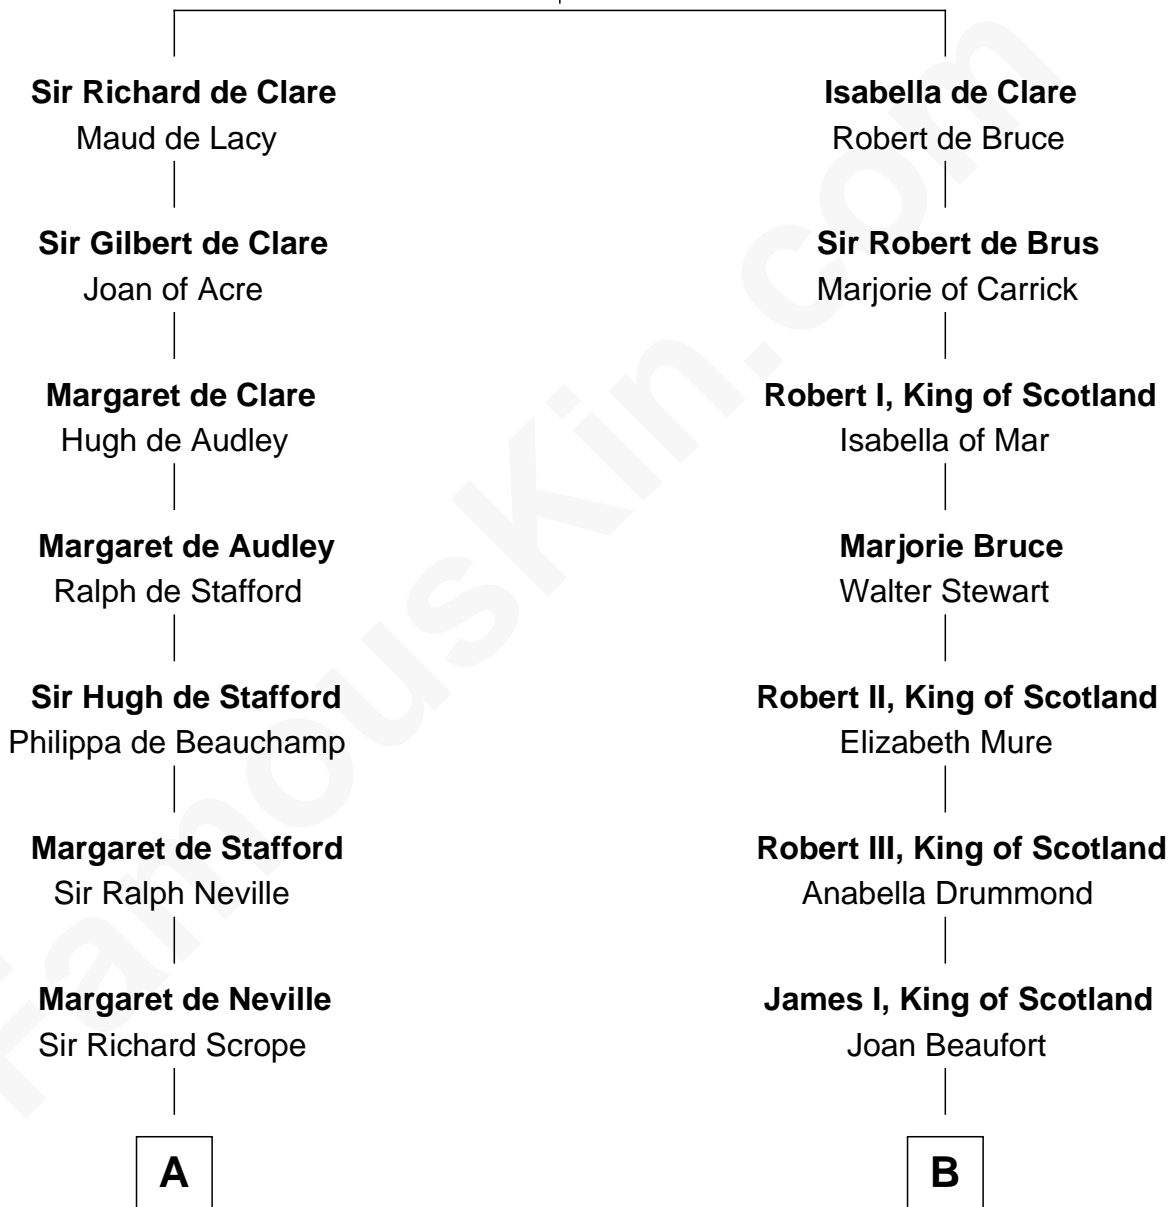 Sir Richard de Clare
Maud de Lacy
Isabella de Clare
Robert de Bruce
Sir Gilbert de Clare
Joan of Acre
Sir Robert de Brus
Marjorie of Carrick
Margaret de Clare
Hugh de Audley
Robert I, King of Scotland
Isabella of Mar
Margaret de Audley
Ralph de Stafford
Marjorie Bruce
Walter Stewart
Sir Hugh de Stafford
Philippa de Beauchamp
Robert II, King of Scotland
Elizabeth Mure
Margaret de Stafford
Sir Ralph Neville
Robert III, King of Scotland
Anabella Drummond
Margaret de Neville
Sir Richard Scrope
James I, King of Scotland
Joan Beaufort
A
B
FamousKin.com